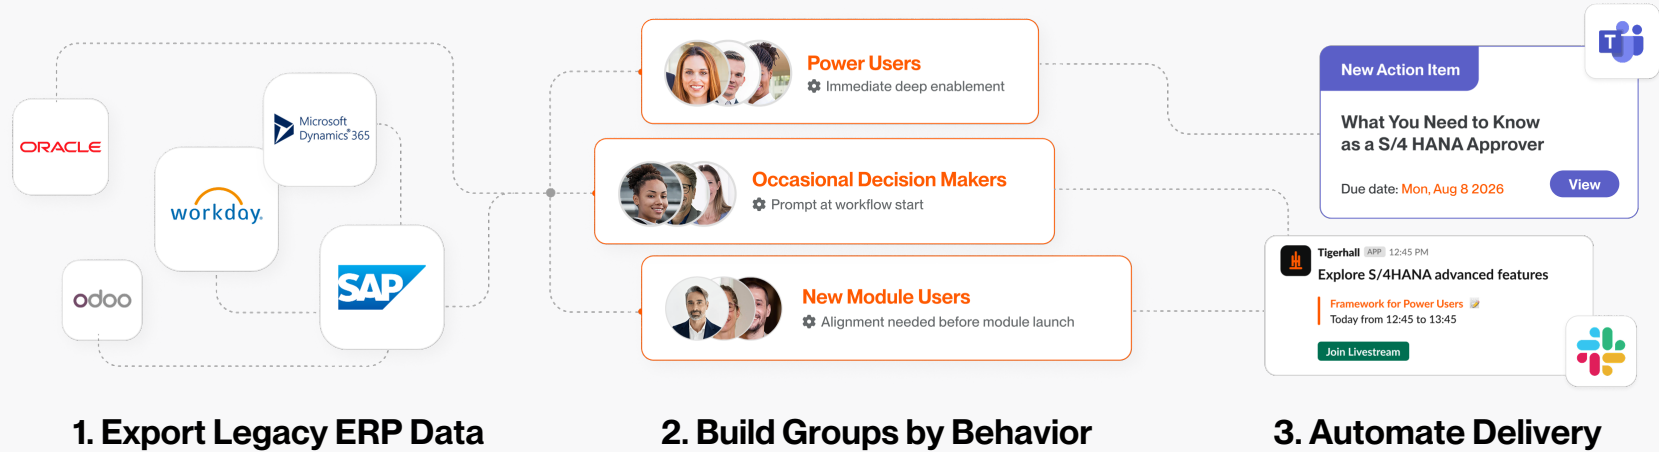 ORACLE
Microsoft
Dynamics® 365
workday.
SAP
odoo
1. Export Legacy ERP Data
Power Users
Immediate deep enablement
Occasional Decision Makers
Prompt at workflow start
New Module Users
Alignment needed before module launch
2. Build Groups by Behavior
T
New Action Item
What You Need to Know
as a S/4 HANA Approver
Due date: Mon, Aug 8 2026
View
Tigerhall APP 12:45 PM
Explore S/4HANA advanced features
Framework for Power Users
Today from 12:45 to 13:45
Join Livestream
3. Automate Delivery